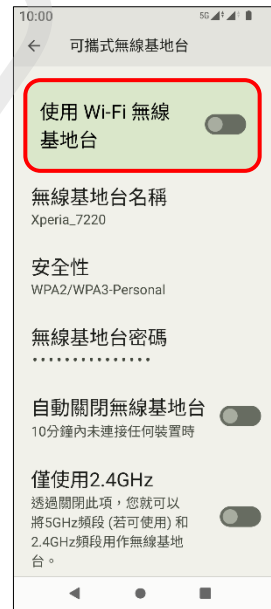 10:00 5G
可攜式無線基地台
使用 Wi-Fi 無線
基地台
無線基地台名稱
Xperia_7220
安全性
WPA2/WPA3-Personal
無線基地台密碼
•••••••••••••••
自動關閉無線基地台
10分鐘內未連接任何裝置時
僅使用2.4GHz
透過關閉此項，您就可以
將5GHz頻段 (若可使用) 和
2.4GHz頻段用作無線基地
台。